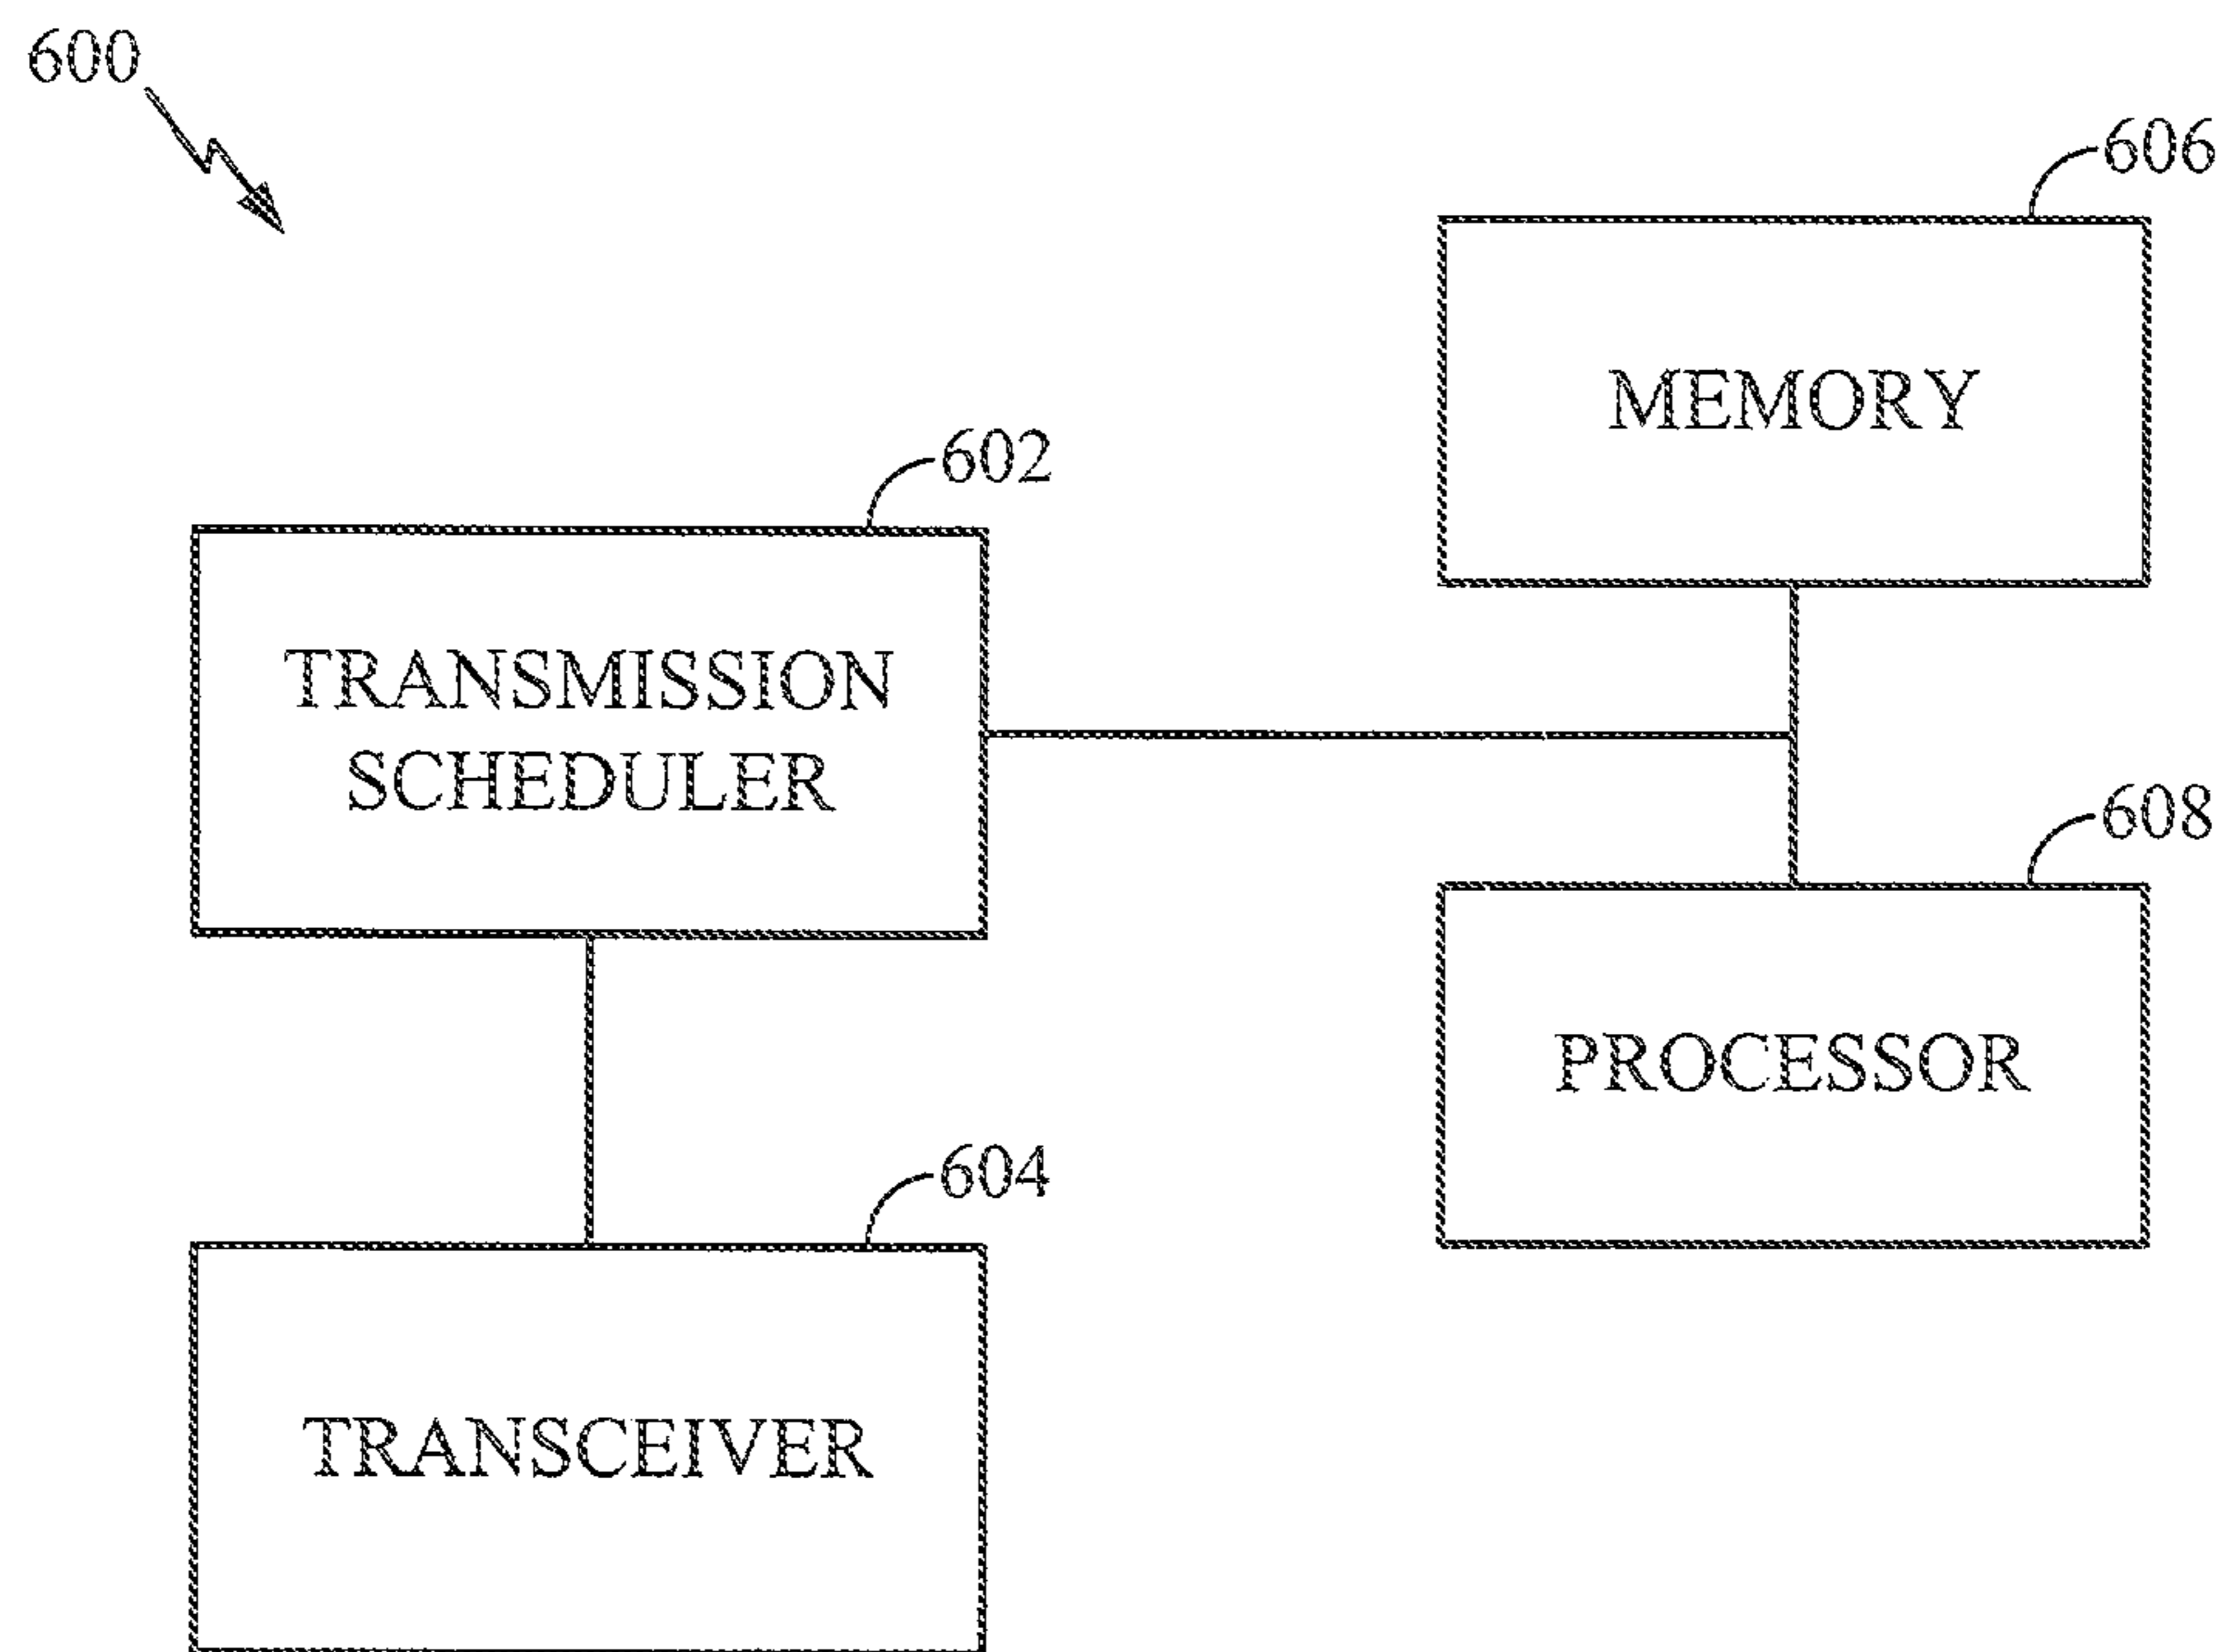 600
606
MEMORY
602
TRANSMISSION
SCHEDULER
608
PROCESSOR
604
TRANSCEIVER